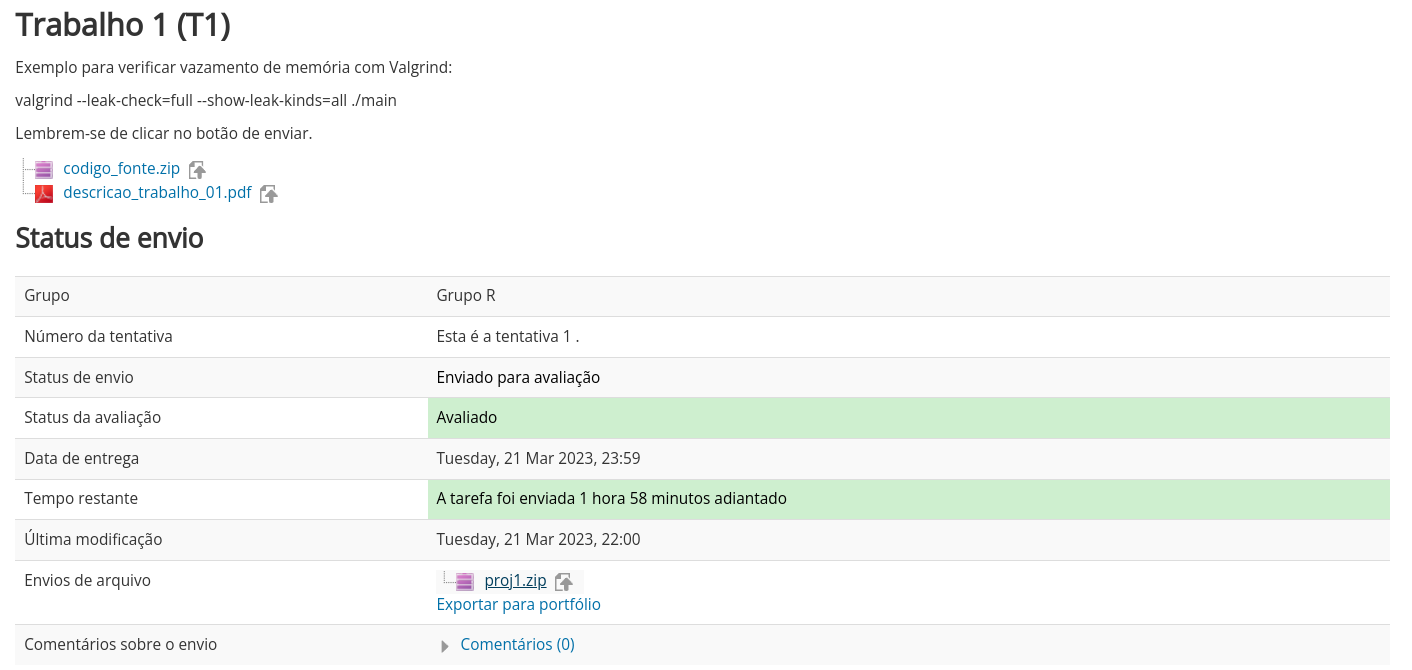 Trabalho 1 (T1)
Exemplo para verificar vazamento de memória com Valgrind:
valgrind --leak-check=full --show-leak-kinds=all ./main
Lembrem-se de clicar no botão de enviar.
codigo_fonte.zip
descricao_trabalho_01.pdf
Status de envio
Grupo Grupo R
Número da tentativa Esta é a tentativa 1 .
Status de envio Enviado para avaliação
Status da avaliação Avaliado
Data de entrega Tuesday, 21 Mar 2023, 23:59
Tempo restante A tarefa foi enviada 1 hora 58 minutos adiantado
Última modificação Tuesday, 21 Mar 2023, 22:00
Envios de arquivo proj1.zip
Exportar para portfólio
Comentários sobre o envio Comentários (0)